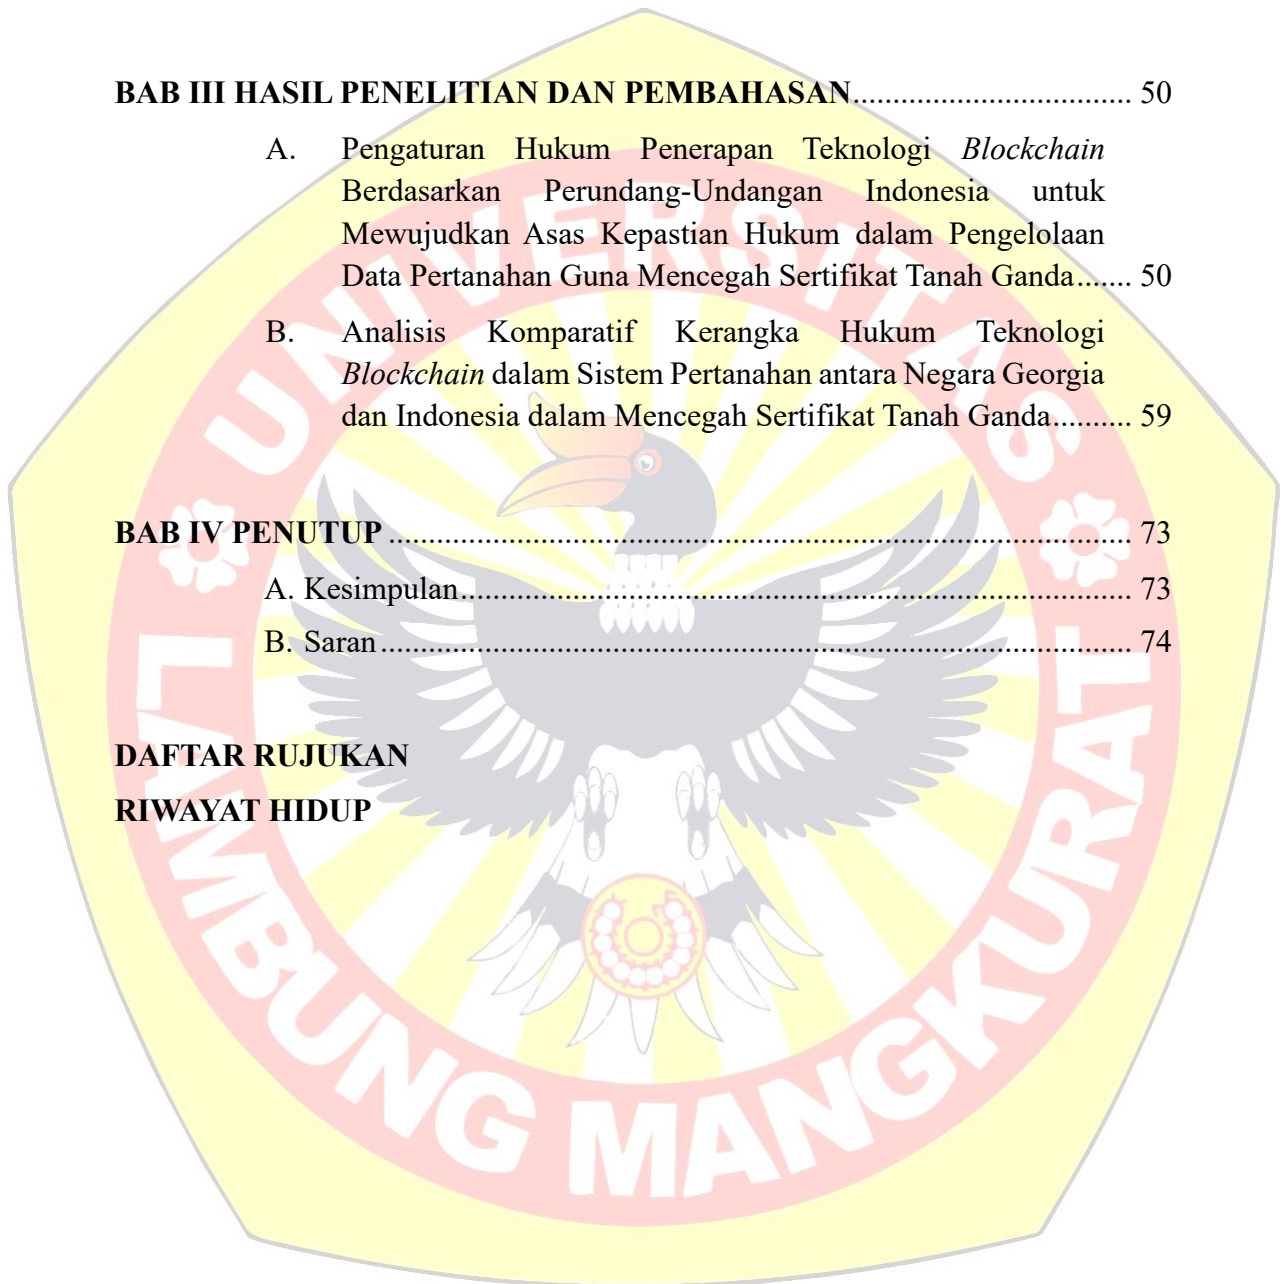 BAB III HASIL PENELITIAN DAN PEMBAHASAN................................... 50
A. Pengaturan Hukum Penerapan Teknologi Blockchain
Berdasarkan Perundang-Undangan Indonesia untuk
Mewujudkan Asas Kepastian Hukum dalam Pengelolaan
Data Pertanahan Guna Mencegah Sertifikat Tanah Ganda....... 50
B. Analisis Komparatif Kerangka Hukum Teknologi
Blockchain dalam Sistem Pertanahan antara Negara Georgia
dan Indonesia dalam Mencegah Sertifikat Tanah Ganda.......... 59
BAB IV PENUTUP ............................................................................................. 73
A. Kesimpulan.................................................................................... 73
B. Saran .............................................................................................. 74
DAFTAR RUJUKAN
RIWAYAT HIDUP
UNIVERSITAS
LAMBUNG MANGKURAT